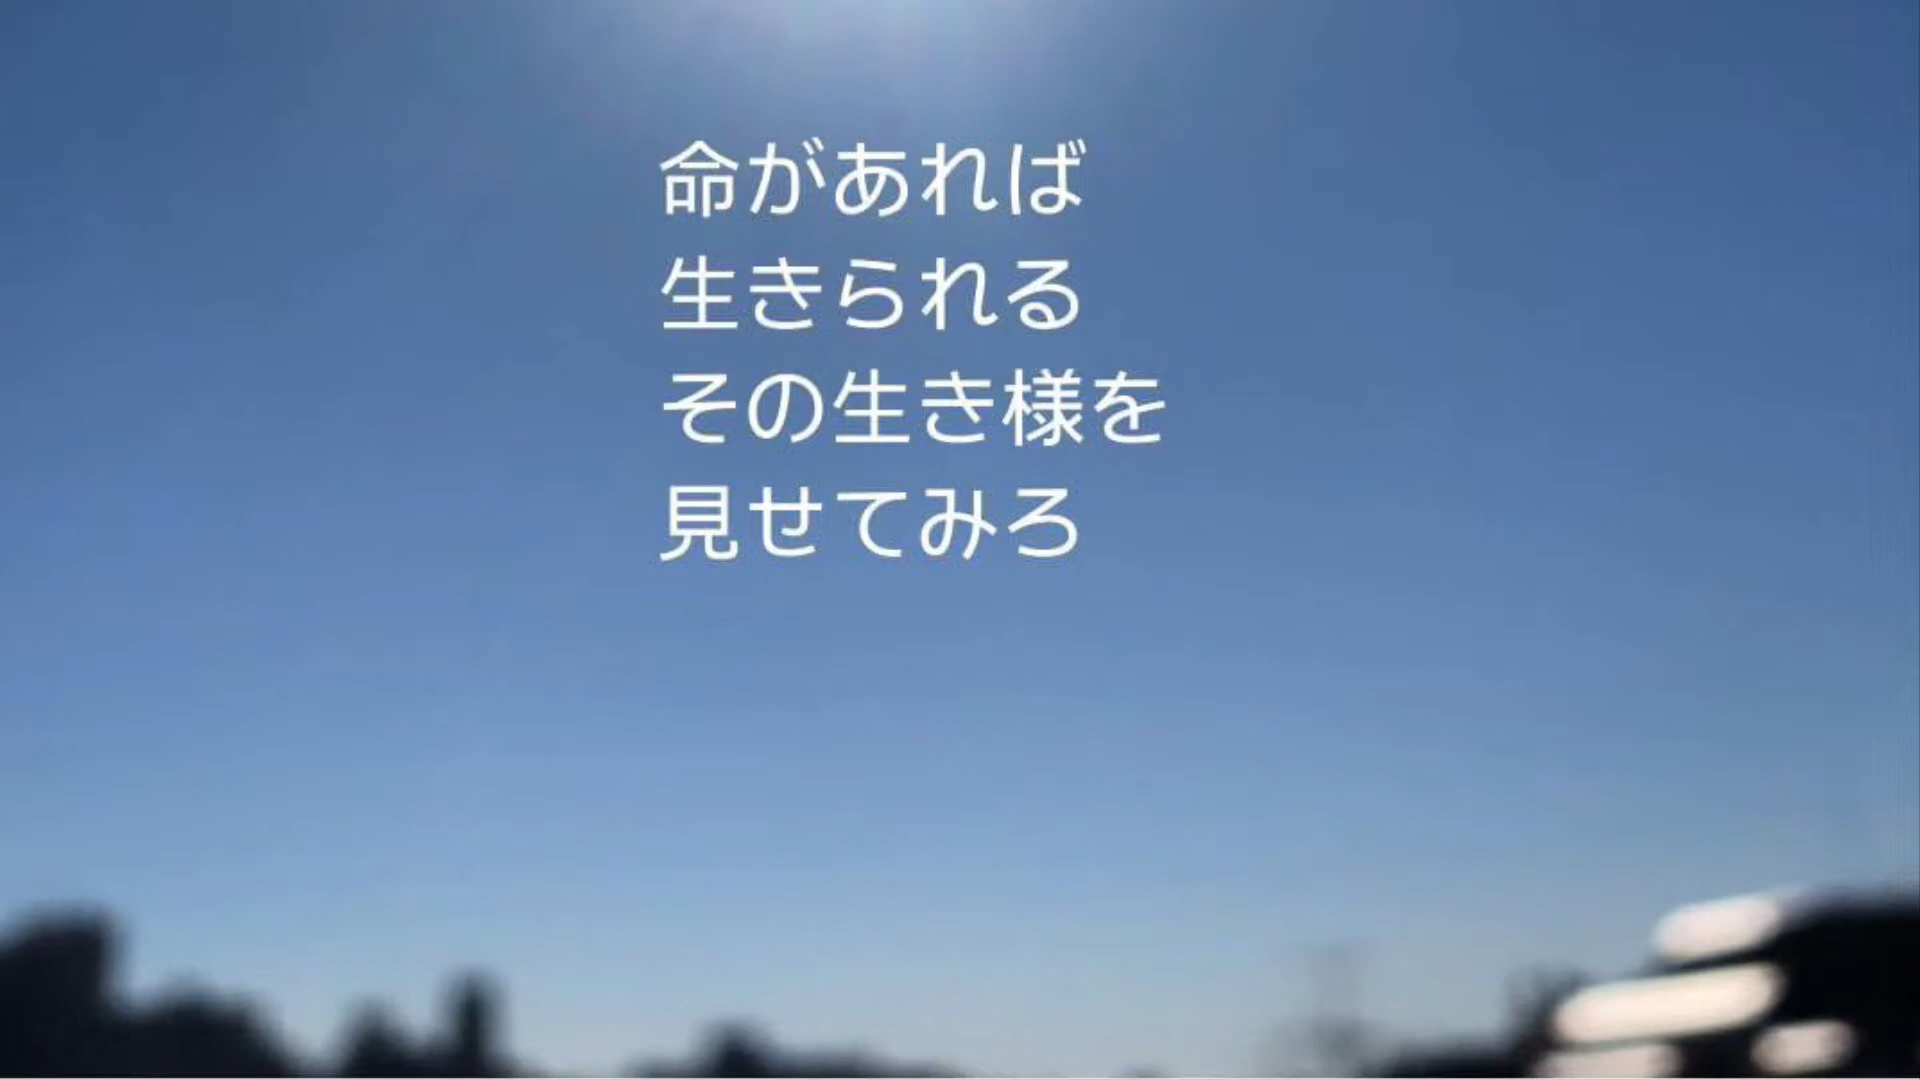 命があれば
生きられる
その生き様を
見せてみろ